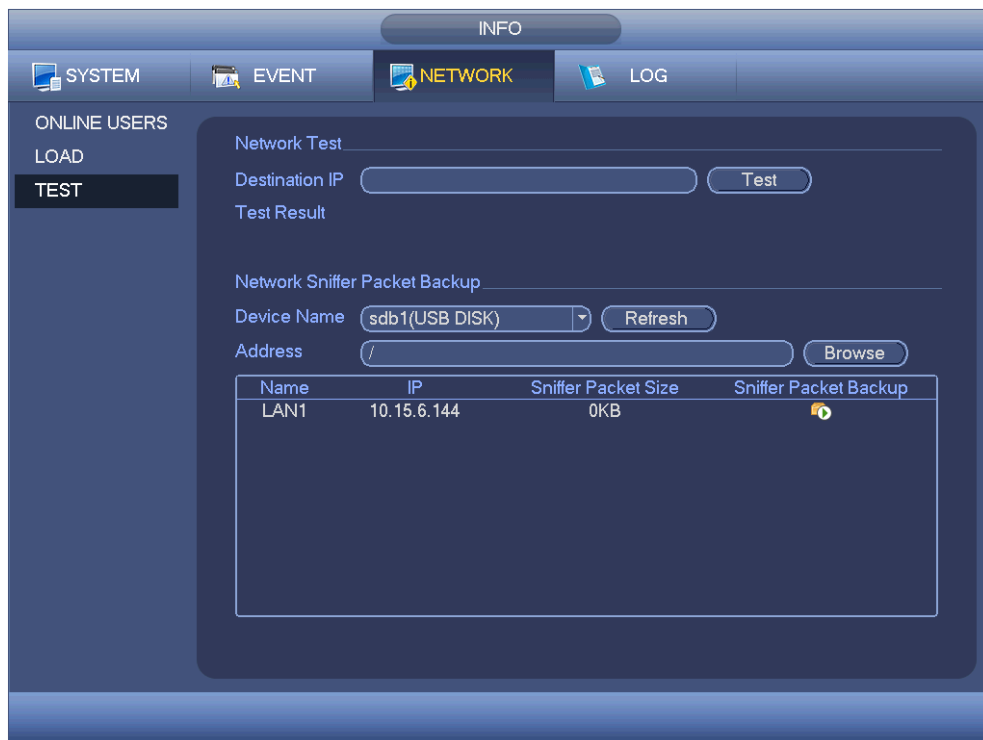 INFO
SYSTEM EVENT NETWORK LOG
ONLINE USERS
LOAD
TEST
Network Test
Destination IP Test
Test Result
Network Sniffer Packet Backup
Device Name sdb1(USB DISK) Refresh
Address / Browse
Name IP Sniffer Packet Size Sniffer Packet Backup
LAN1 10.15.6.144 0KB